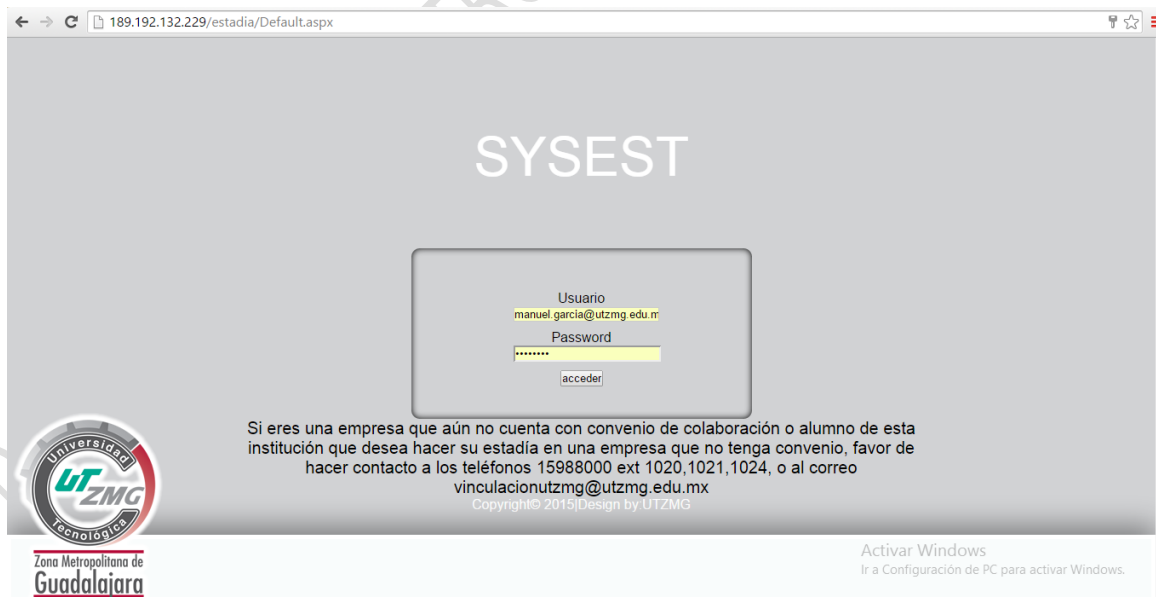 189.192.132.229/estadia/Default.aspx
SYSEST
Usuario
manuel.garcia@utzmg.edu.m
Password
••••••••
acceder
Si eres una empresa que aún no cuenta con convenio de colaboración o alumno de esta
institución que desea hacer su estadía en una empresa que no tenga convenio, favor de
hacer contacto a los teléfonos 15988000 ext 1020,1021,1024, o al correo
vinculacionutzmg@utzmg.edu.mx
Copyright© 2015|Design by UTZMG
Universidad
UT
ZMG
Tecnológica
Zona Metropolitana de
Guadalajara
Activar Windows
Ir a Configuración de PC para activar Windows.